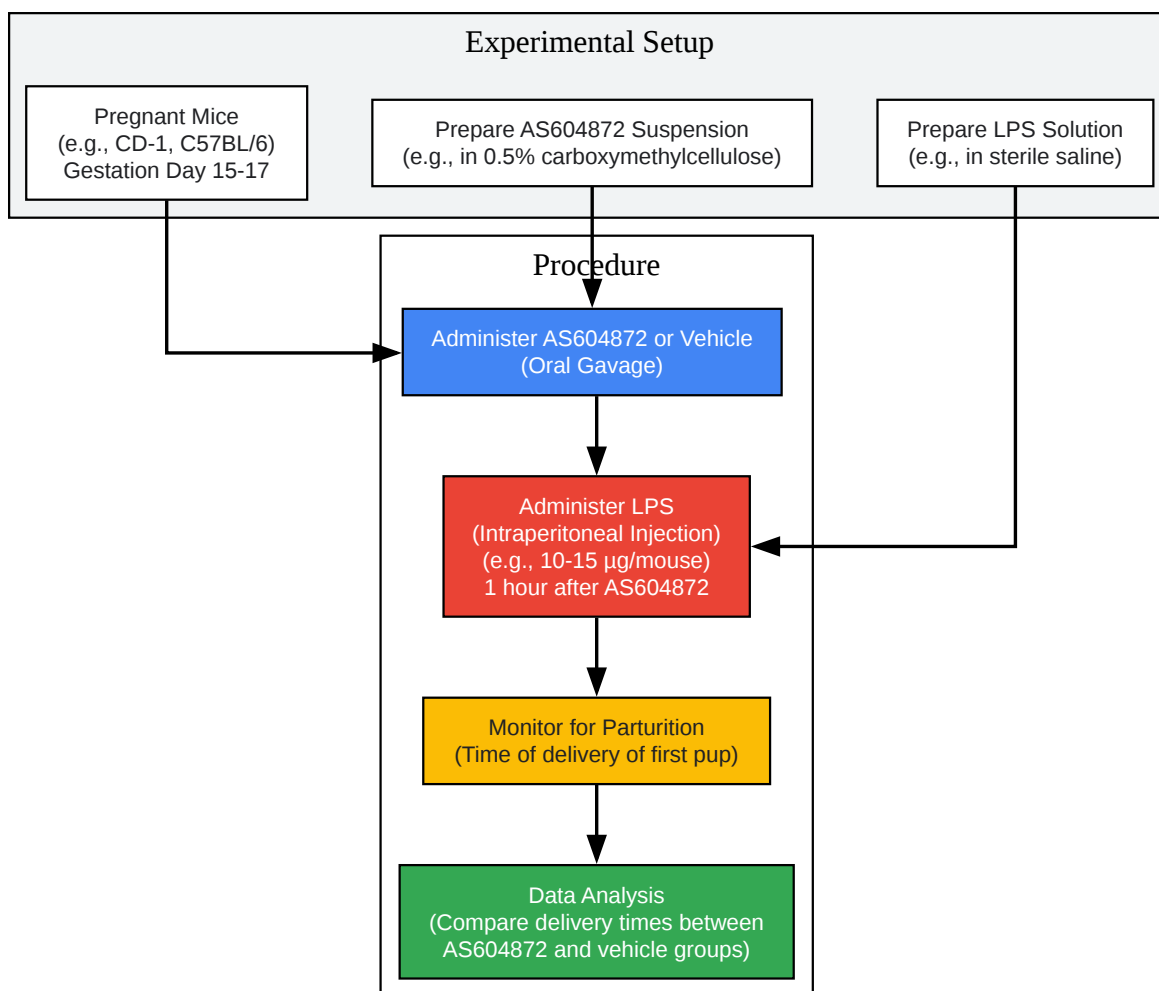 Experimental Setup
Pregnant Mice
(e.g., CD-1, C57BL/6)
Gestation Day 15-17
Prepare AS604872 Suspension
(e.g., in 0.5% carboxymethylcellulose)
Prepare LPS Solution
(e.g., in sterile saline)
Procedure
Administer AS604872 or Vehicle
(Oral Gavage)
Administer LPS
(Intraperitoneal Injection)
(e.g., 10-15 µg/mouse)
1 hour after AS604872
Monitor for Parturition
(Time of delivery of first pup)
Data Analysis
(Compare delivery times between
AS604872 and vehicle groups)